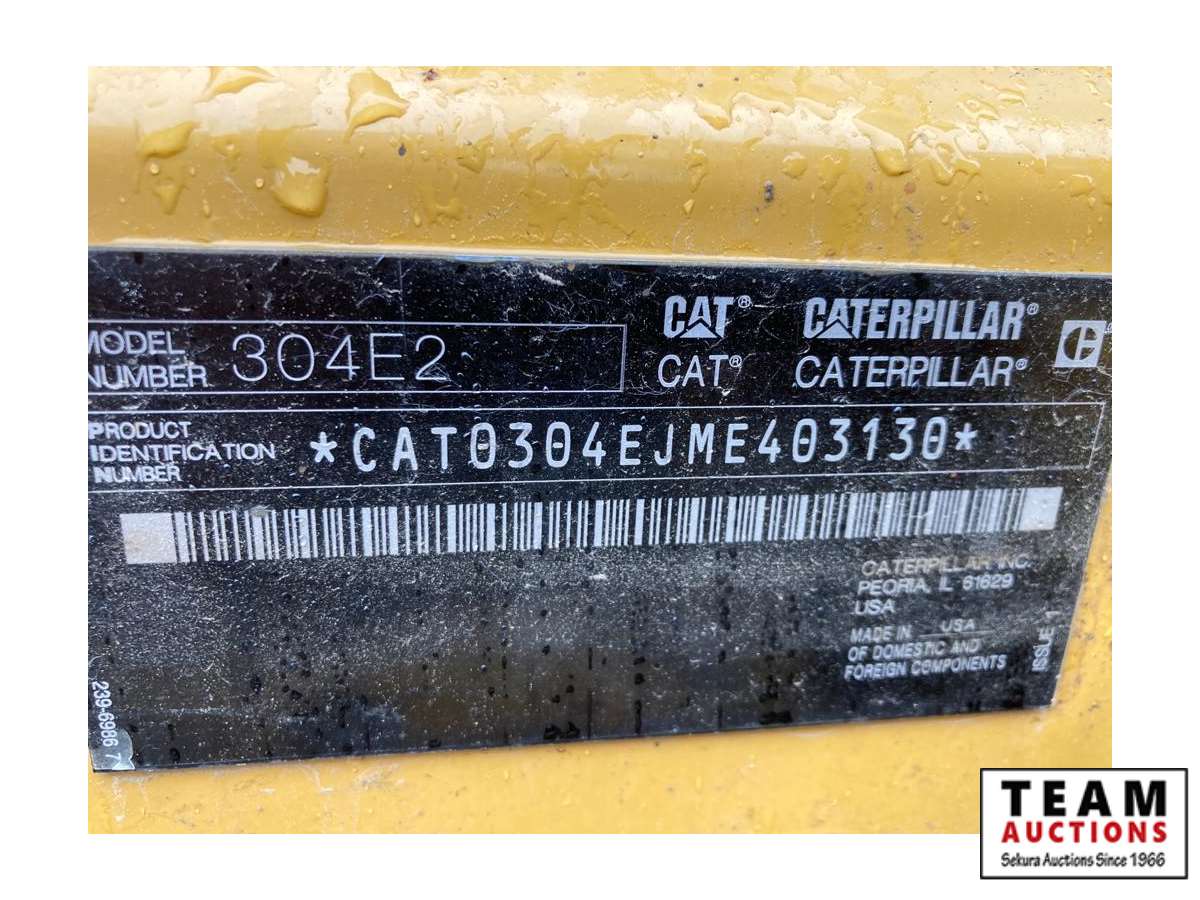 CAT® CATERPILLAR®
MODEL NUMBER 304E2
CAT® CATERPILLAR®
PRODUCT
IDENTIFICATION
NUMBER
*CAT0304EJME403130*
CATERPILLAR INC.
PEORIA, IL 61629
USA
MADE IN USA
OF DOMESTIC AND
FOREIGN COMPONENTS
ISSUE 1
239-6986 7
TEAM
AUCTIONS
Sekura Auctions Since 1966